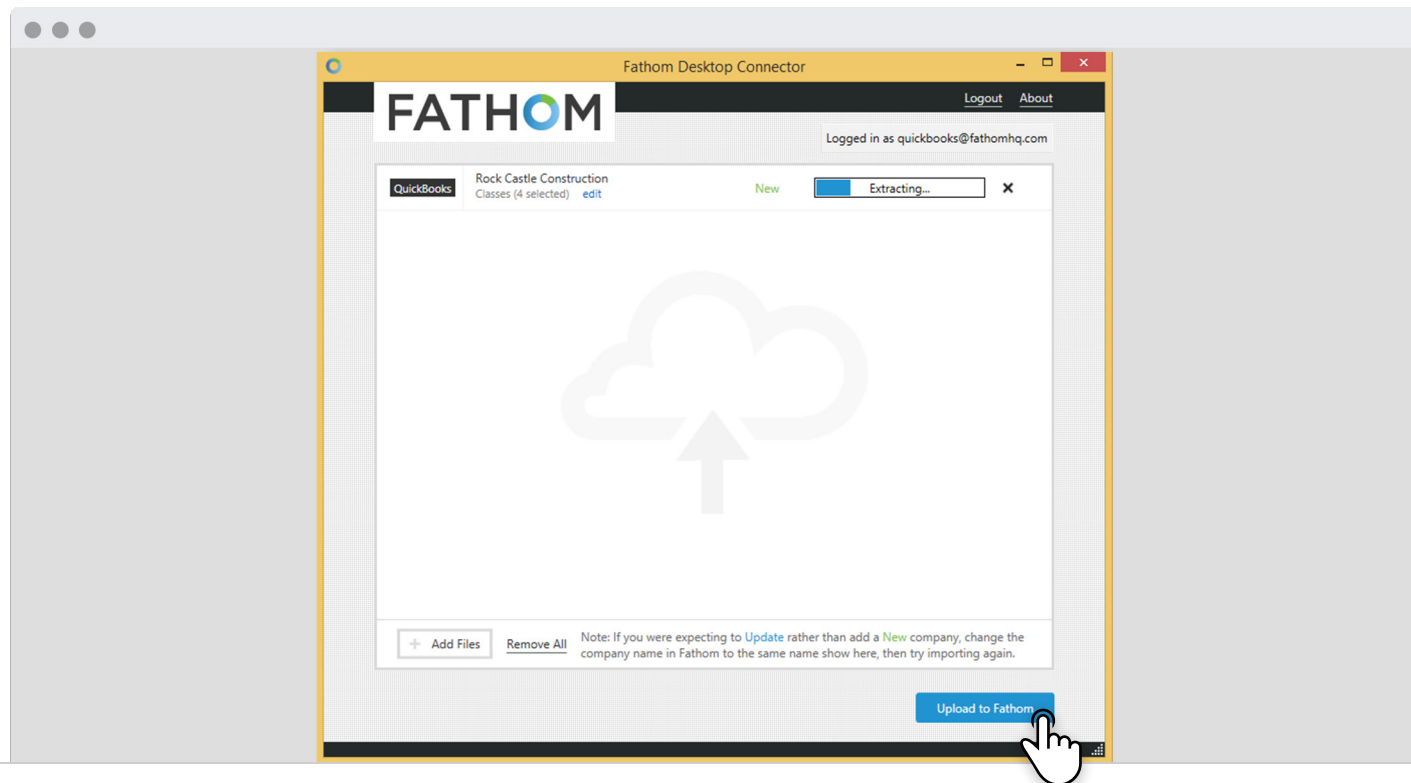 Fathom Desktop Connector
FATHOM
Logout About
Logged in as quickbooks@fathomhq.com
QuickBooks
Rock Castle Construction
Classes (4 selected) edit
New
Extracting...
Add Files
Remove All
Note: If you were expecting to Update rather than add a New company, change the
company name in Fathom to the same name show here, then try importing again.
Upload to Fathom